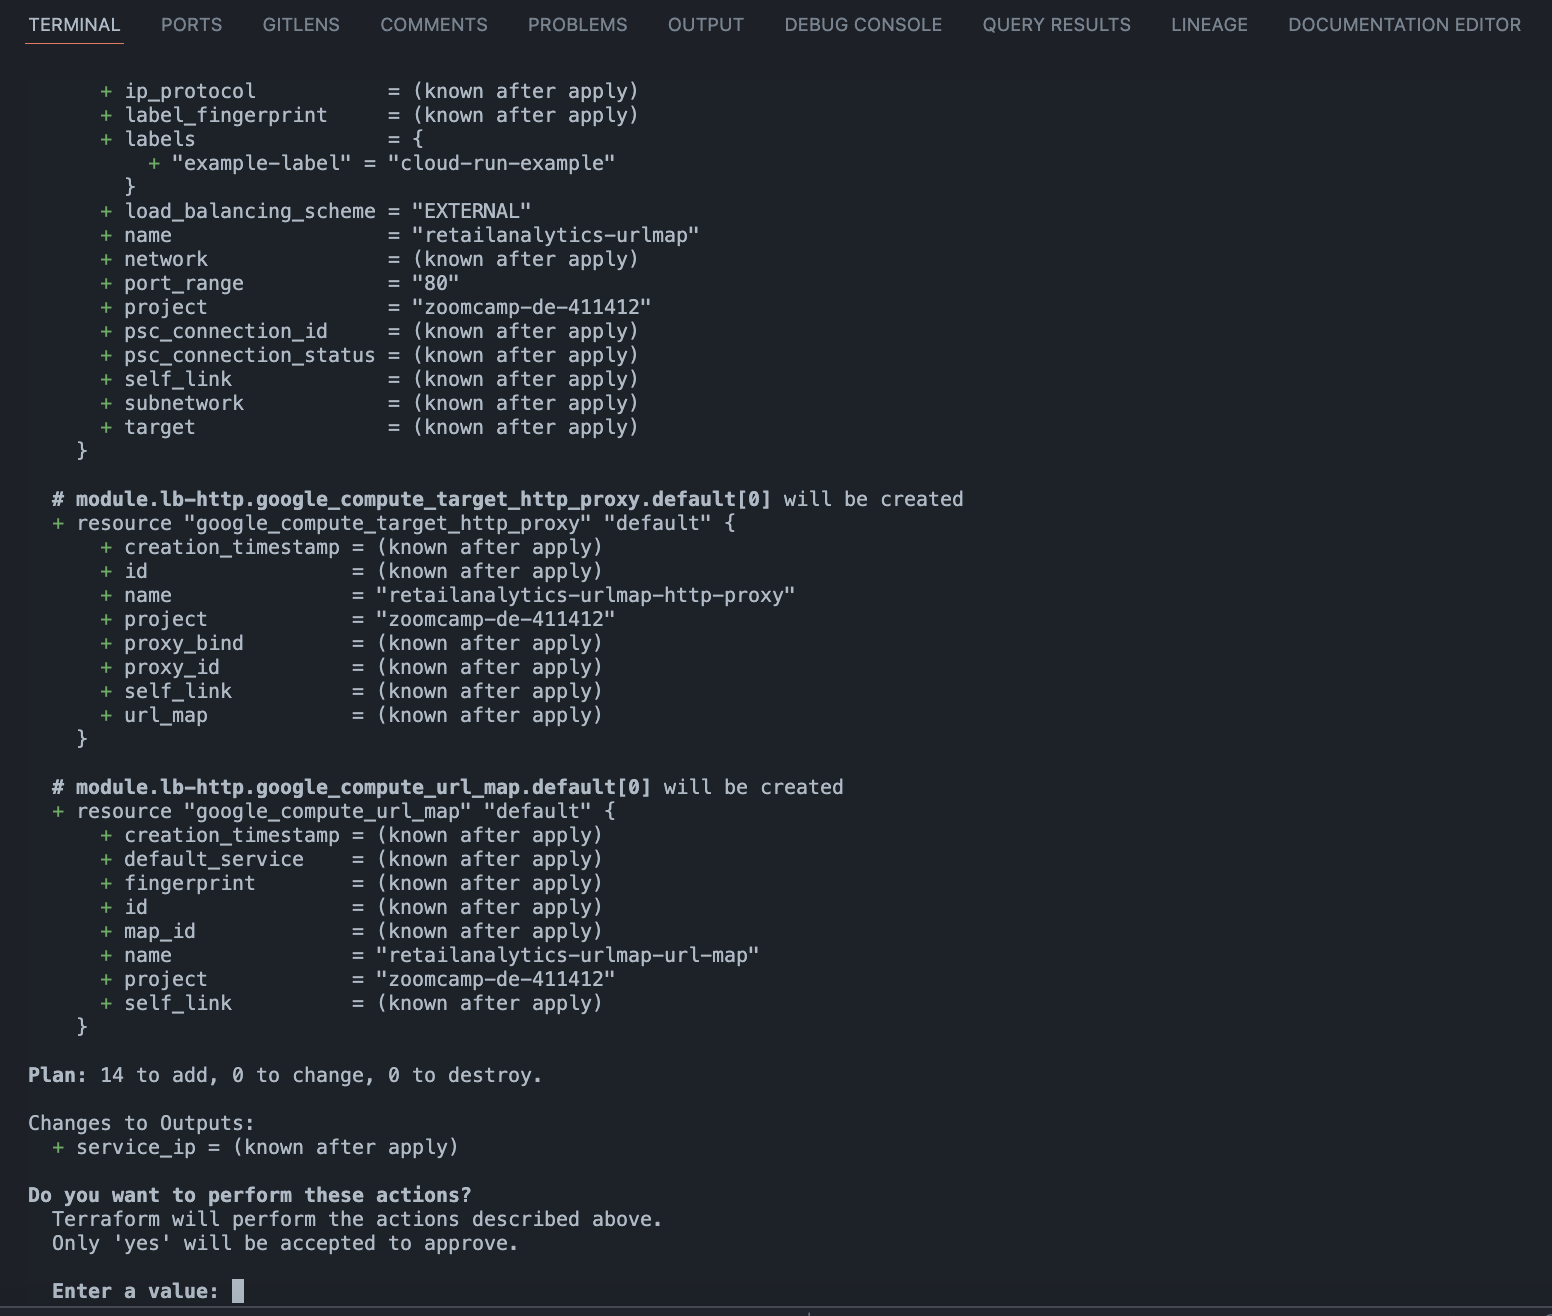 TERMINAL PORTS GITLENS COMMENTS PROBLEMS OUTPUT DEBUG CONSOLE QUERY RESULTS LINEAGE DOCUMENTATION EDITOR
      + ip_protocol           = (known after apply)
      + label_fingerprint     = (known after apply)
      + labels                = {
          + "example-label" = "cloud-run-example"
        }
      + load_balancing_scheme = "EXTERNAL"
      + name                  = "retailanalytics-urlmap"
      + network               = (known after apply)
      + port_range            = "80"
      + project               = "zoomcamp-de-411412"
      + psc_connection_id     = (known after apply)
      + psc_connection_status = (known after apply)
      + self_link             = (known after apply)
      + subnetwork            = (known after apply)
      + target                = (known after apply)
    }
  # module.lb-http.google_compute_target_http_proxy.default[0] will be created
  + resource "google_compute_target_http_proxy" "default" {
      + creation_timestamp = (known after apply)
      + id                 = (known after apply)
      + name               = "retailanalytics-urlmap-http-proxy"
      + project            = "zoomcamp-de-411412"
      + proxy_bind         = (known after apply)
      + proxy_id           = (known after apply)
      + self_link          = (known after apply)
      + url_map            = (known after apply)
    }
  # module.lb-http.google_compute_url_map.default[0] will be created
  + resource "google_compute_url_map" "default" {
      + creation_timestamp = (known after apply)
      + default_service    = (known after apply)
      + fingerprint        = (known after apply)
      + id                 = (known after apply)
      + map_id             = (known after apply)
      + name               = "retailanalytics-urlmap-url-map"
      + project            = "zoomcamp-de-411412"
      + self_link          = (known after apply)
    }
Plan: 14 to add, 0 to change, 0 to destroy.
Changes to Outputs:
  + service_ip = (known after apply)
Do you want to perform these actions?
  Terraform will perform the actions described above.
  Only 'yes' will be accepted to approve.
  Enter a value: